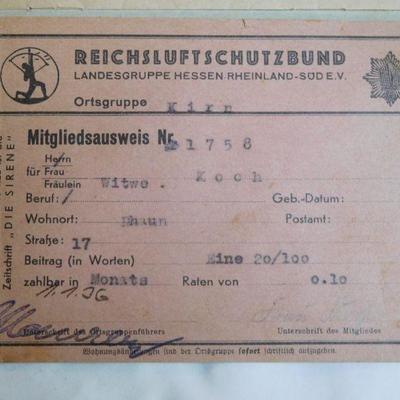 REICHSLUFTSCHUTZBUND
LANDESGRUPPE HESSEN-RHEINLAND-SÜD E.V.
Ortsgruppe Kirn
Mitgliedsausweis Nr. 1758
Herrn
für Frau
Fräulein Witwe. Koch
Beruf: / Geb.-Datum:
Wohnort: Dhaun Postamt:
Straße: 17
Beitrag (in Worten) Eine 20/100
zahlbar in Monats Raten von 0.10
1.1.36
Unterschrift des Ortsgruppenführers Unterschrift des Mitgliedes
Wohnungsänderungen sind der Ortsgruppe sofort schriftlich anzugeben.
Zeitschrift „DIE SIRENE"